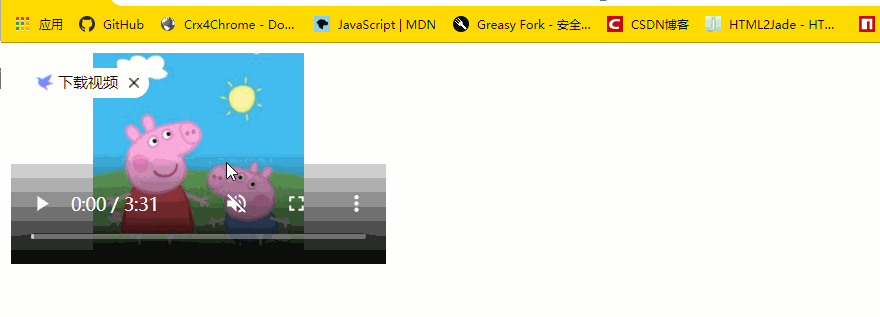 应用 GitHub Crx4Chrome - Do... JavaScript | MDN Greasy Fork - 安全... CSDN博客 HTML2Jade - HT...
下载视频
0:00 / 3:31